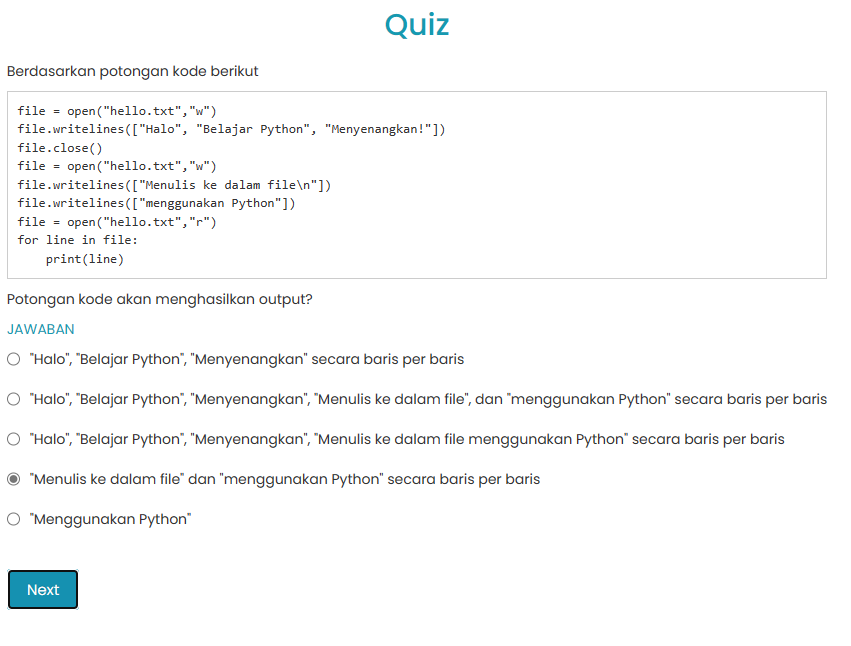 Quiz
Berdasarkan potongan kode berikut
file = open("hello.txt","w")
file.writelines(["Halo", "Belajar Python", "Menyenangkan!"])
file.close()
file = open("hello.txt","w")
file.writelines(["Menulis ke dalam file\n"])
file.writelines(["menggunakan Python"])
file = open("hello.txt","r")
for line in file:
    print(line)
Potongan kode akan menghasilkan output?
JAWABAN
"Halo", "Belajar Python", "Menyenangkan" secara baris per baris
"Halo", "Belajar Python", "Menyenangkan", "Menulis ke dalam file", dan "menggunakan Python" secara baris per baris
"Halo", "Belajar Python", "Menyenangkan", "Menulis ke dalam file menggunakan Python" secara baris per baris
"Menulis ke dalam file" dan "menggunakan Python" secara baris per baris
"Menggunakan Python"
Next